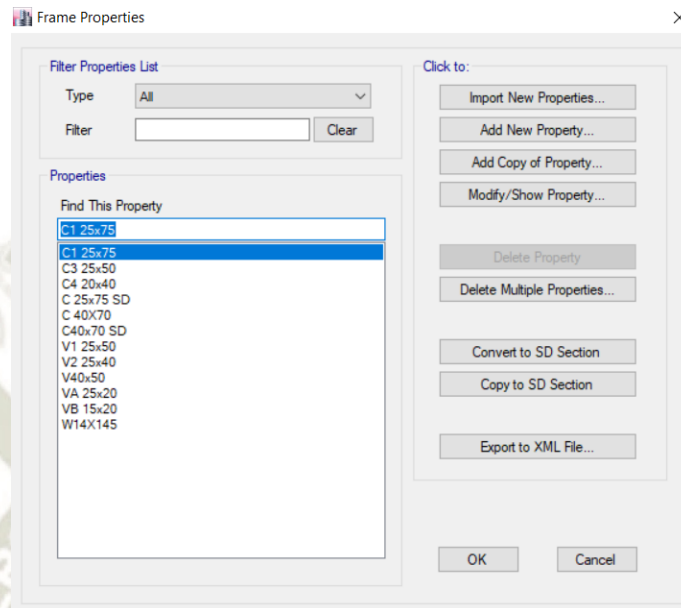 Frame Properties
Filter Properties List
Type
All
Filter
Clear
Properties
Find This Property
C1 25x75
C1 25x75
C3 25x50
C4 20x40
C 25x75 SD
C 40X70
C40x70 SD
V1 25x50
V2 25x40
V40x50
VA 25x20
VB 15x20
W14X145
Click to:
Import New Properties...
Add New Property...
Add Copy of Property...
Modify/Show Property...
Delete Property
Delete Multiple Properties...
Convert to SD Section
Copy to SD Section
Export to XML File...
OK
Cancel